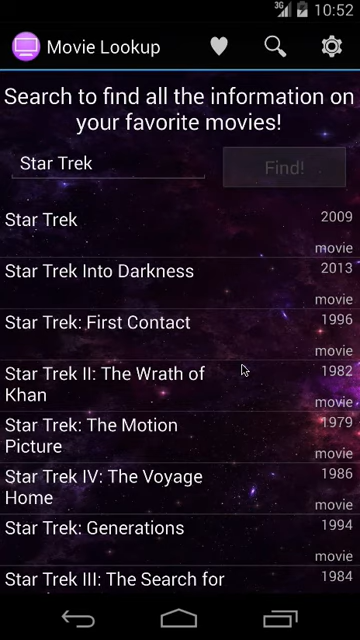 3G 10:52
Movie Lookup
Search to find all the information on
your favorite movies!
Star Trek
Find!
Star Trek 2009
movie
Star Trek Into Darkness 2013
movie
Star Trek: First Contact 1996
movie
Star Trek II: The Wrath of 1982
Khan
movie
Star Trek: The Motion 1979
Picture
movie
Star Trek IV: The Voyage 1986
Home
movie
Star Trek: Generations 1994
movie
Star Trek III: The Search for 1984